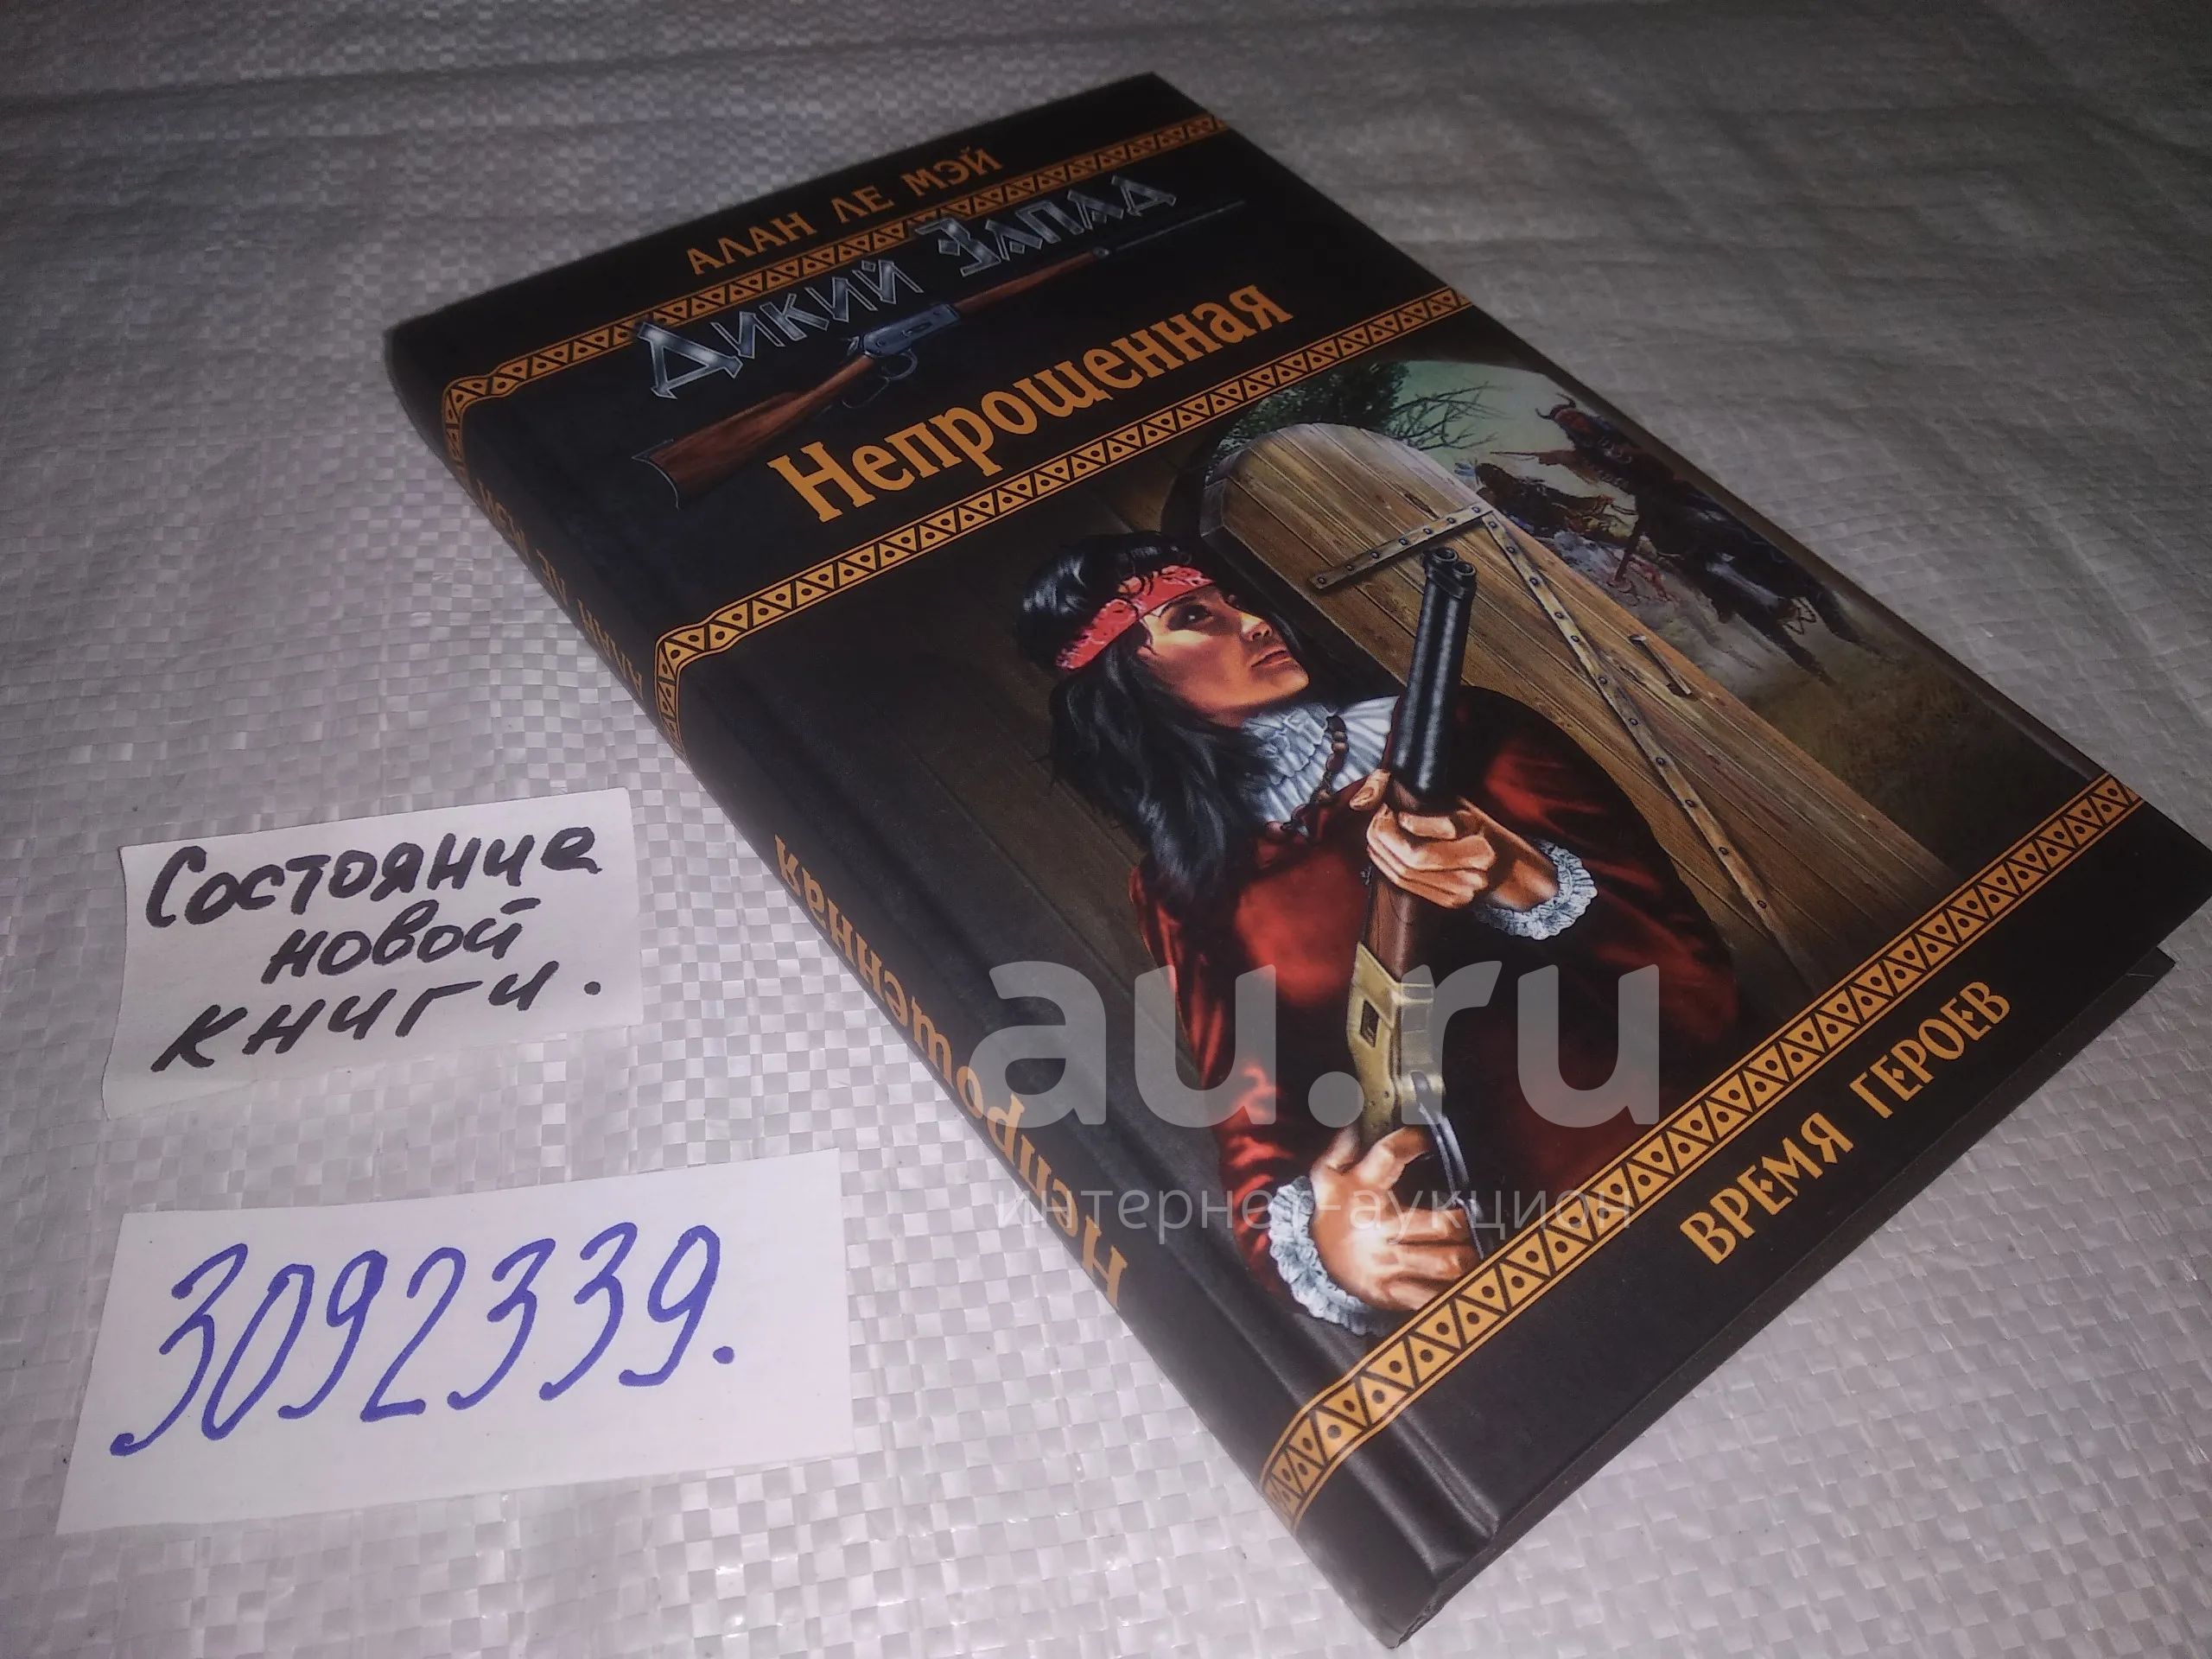 АЛАН ЛЕ МЭЙ
Дикий Запад
Непрощенная
ВРЕМЯ ГЕРОЕВ
АЛАН ЛЕ МЭЙ
Непрощенная
Состояние
новой
книги.
3092339.
au.ru
интернет-аукцион